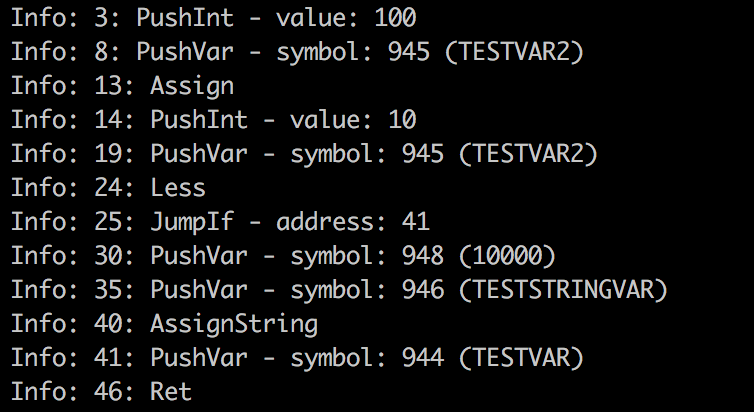 Info: 3: PushInt - value: 100
Info: 8: PushVar - symbol: 945 (TESTVAR2)
Info: 13: Assign
Info: 14: PushInt - value: 10
Info: 19: PushVar - symbol: 945 (TESTVAR2)
Info: 24: Less
Info: 25: JumpIf - address: 41
Info: 30: PushVar - symbol: 948 (10000)
Info: 35: PushVar - symbol: 946 (TESTSTRINGVAR)
Info: 40: AssignString
Info: 41: PushVar - symbol: 944 (TESTVAR)
Info: 46: Ret